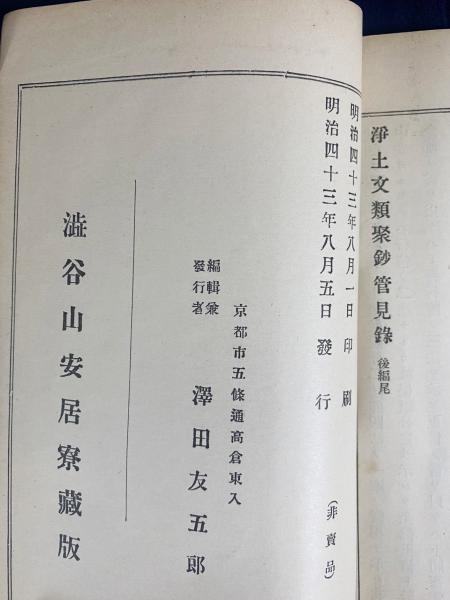 淨土文類聚鈔管見錄 後編尾
明治四十三年八月一日印刷
明治四十三年八月五日發行
(非賣品)
京都市五條通高倉東入
編輯兼
發行者
澤田友五郎
澁谷山安居寮藏版